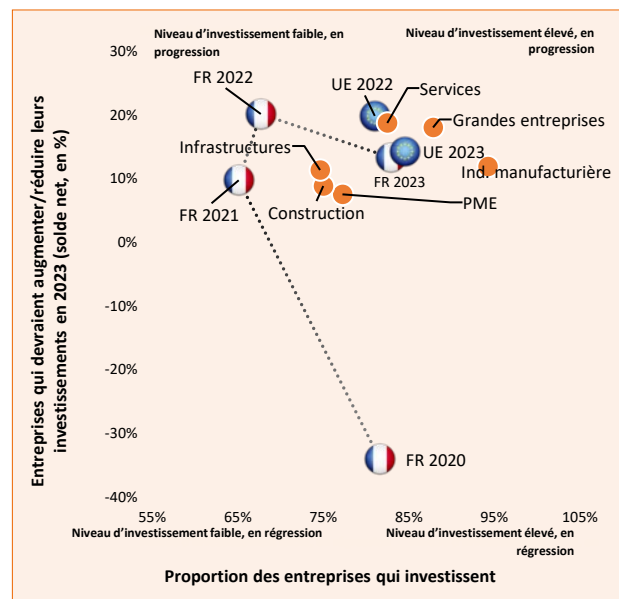 Niveau d’investissement faible, en
progression
Niveau d’investissement élevé, en
progression
30%
20%
10%
0%
-10%
-20%
-30%
-40%
Entreprises qui devraient augmenter/réduire leurs
investissements en 2023 (solde net, en %)
FR 2022
UE 2022
Services
Grandes entreprises
Infrastructures
UE 2023
FR 2023
Ind. manufacturière
FR 2021
Construction
PME
FR 2020
55%
65%
75%
85%
95%
105%
Niveau d’investissement faible, en régression
Niveau d’investissement élevé, en
régression
Proportion des entreprises qui investissent